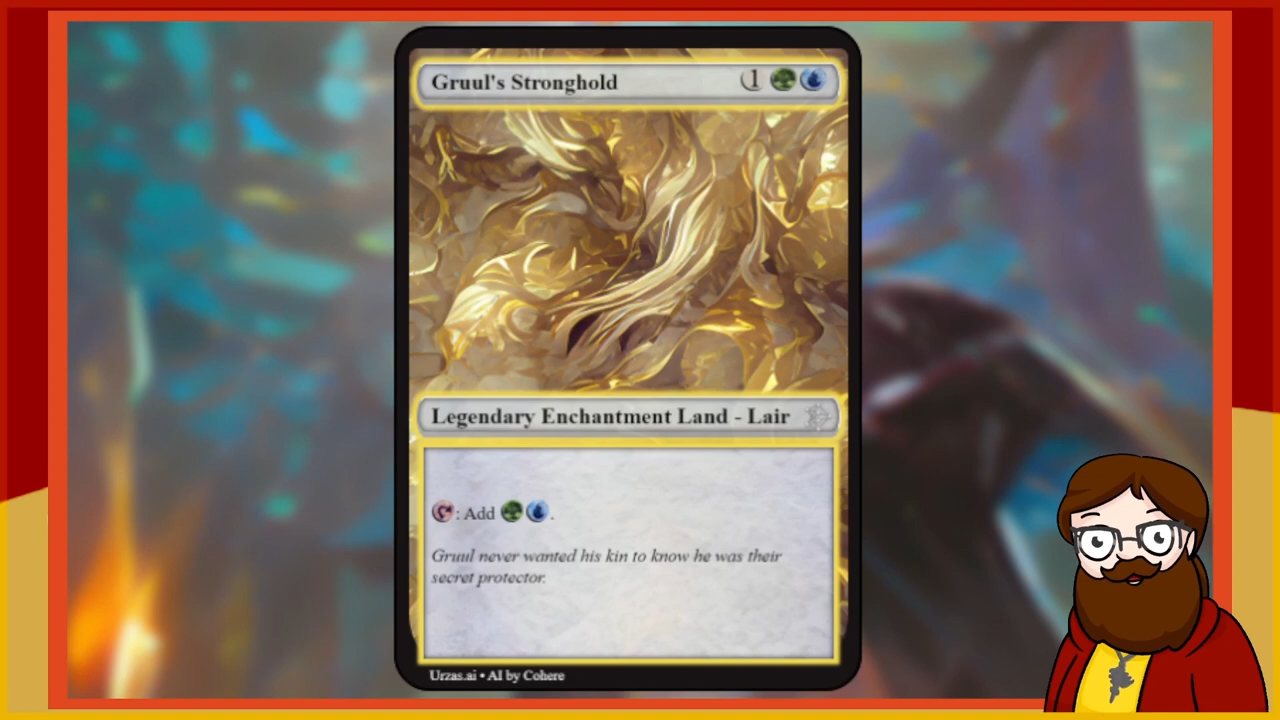 Gruul's Stronghold 1
Legendary Enchantment Land - Lair
: Add .
Gruul never wanted his kin to know he was their
secret protector.
Urzas.ai • AI by Cohere